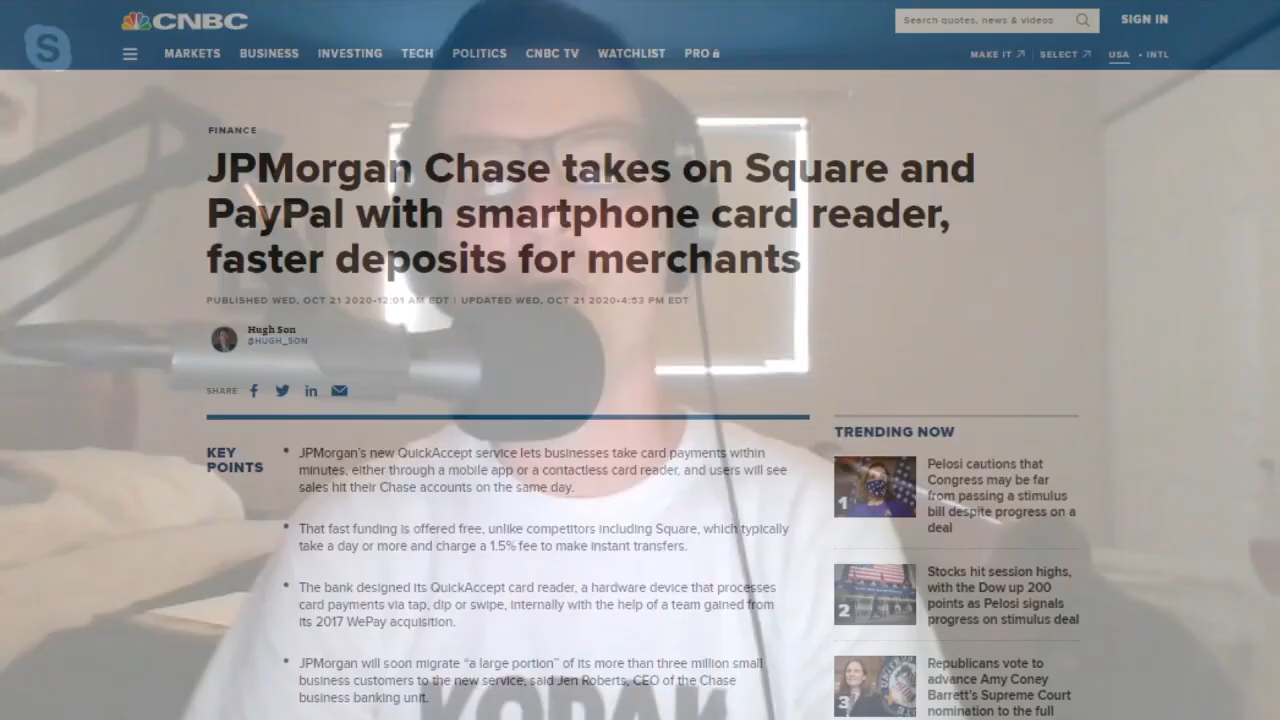 CNBC
Search quotes, news & videos
SIGN IN
S
MARKETS BUSINESS INVESTING TECH POLITICS CNBC TV WATCHLIST PRO
MAKE IT SELECT USA • INTL
FINANCE
JPMorgan Chase takes on Square and
PayPal with smartphone card reader,
faster deposits for merchants
PUBLISHED WED, OCT 21 2020•12:01 AM EDT | UPDATED WED, OCT 21 2020•4:53 PM EDT
Hugh Son
@HUGH_SON
SHARE
KEY
POINTS
• JPMorgan's new QuickAccept service lets businesses take card payments within
minutes, either through a mobile app or a contactless card reader, and users will see
sales hit their Chase accounts on the same day.
• That fast funding is offered free, unlike competitors including Square, which typically
take a day or more and charge a 1.5% fee to make instant transfers.
• The bank designed its QuickAccept card reader, a hardware device that processes
card payments via tap, dip or swipe, internally with the help of a team gained from
its 2017 WePay acquisition.
• JPMorgan will soon migrate “a large portion” of its more than three million small
business customers to the new service, said Jen Roberts, CEO of the Chase
business banking unit.
TRENDING NOW
1
Pelosi cautions that
Congress may be far
from passing a stimulus
bill despite progress on a
deal
2
Stocks hit session highs,
with the Dow up 200
points as Pelosi signals
progress on stimulus deal
3
Republicans vote to
advance Amy Coney
Barrett's Supreme Court
nomination to the full
KODAK